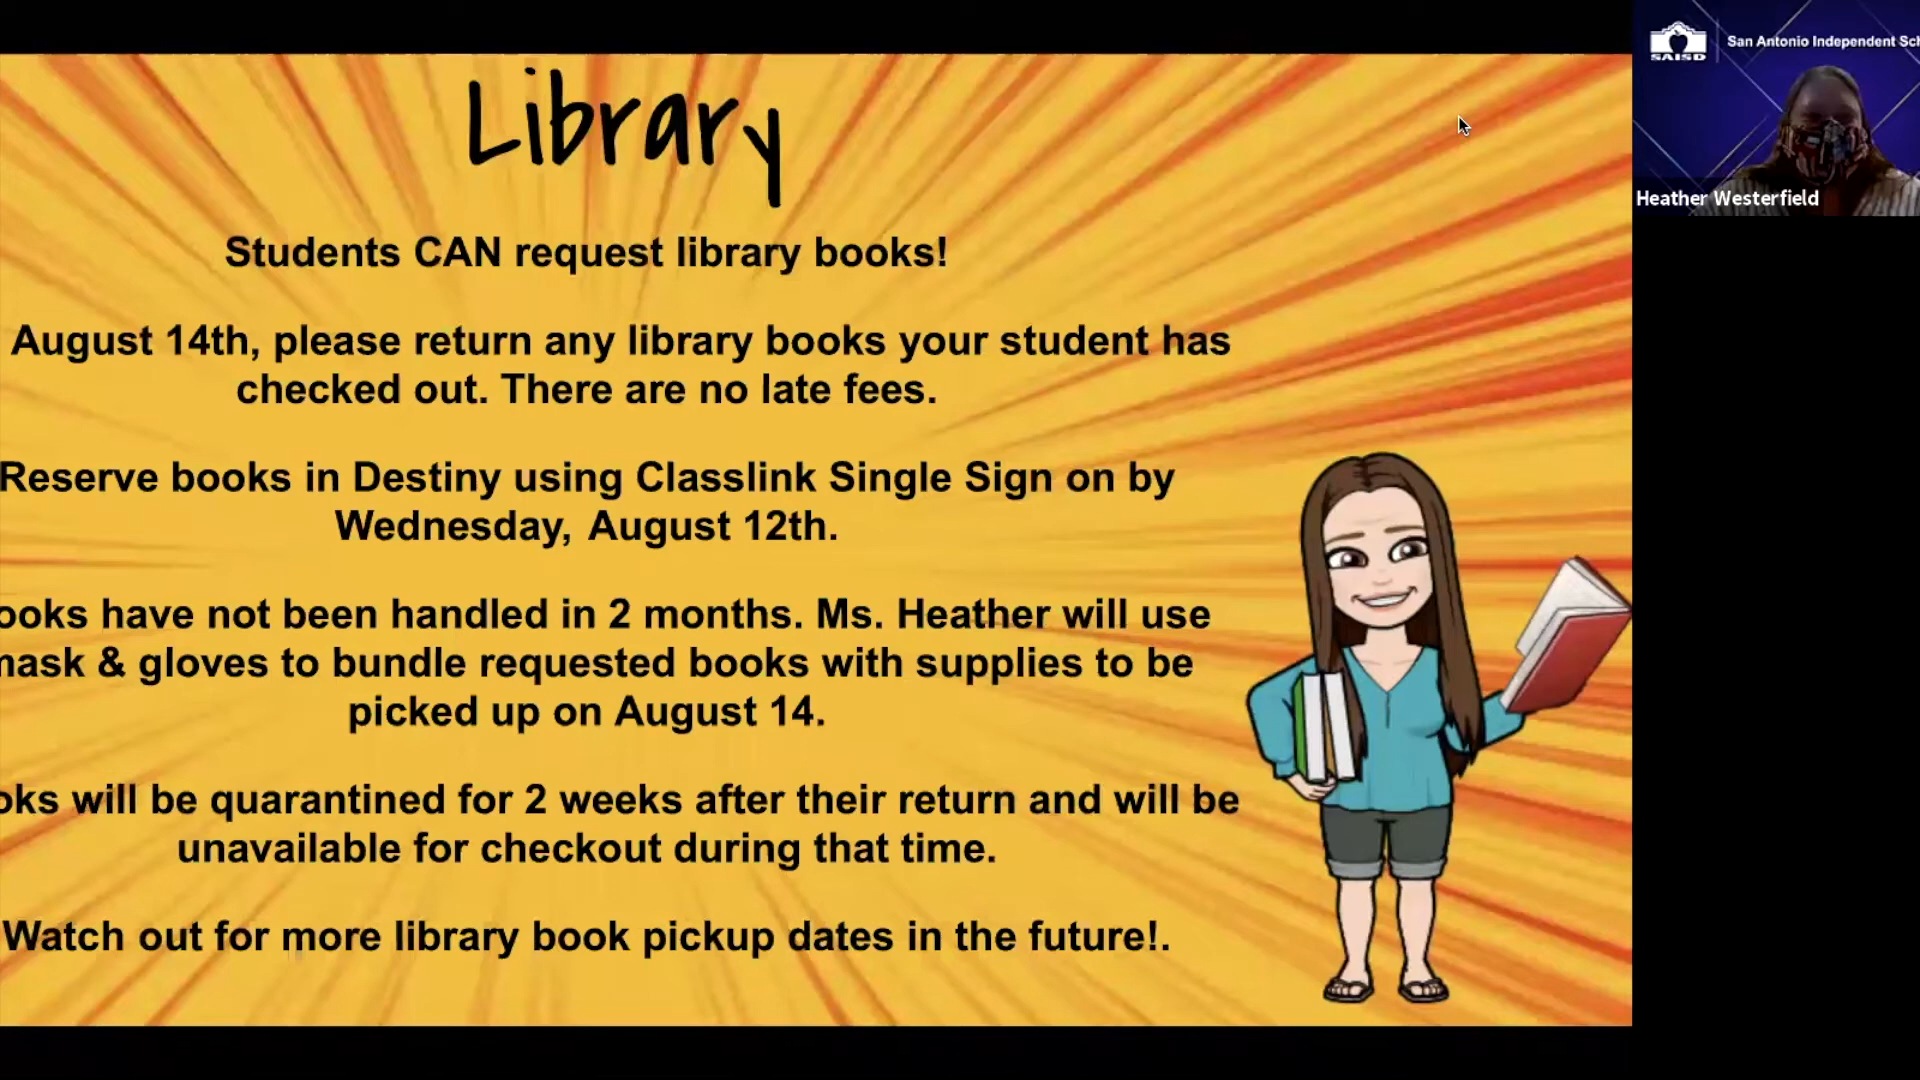 Library
Students CAN request library books!
August 14th, please return any library books your student has
checked out. There are no late fees.
Reserve books in Destiny using Classlink Single Sign on by
Wednesday, August 12th.
ooks have not been handled in 2 months. Ms. Heather will use
mask & gloves to bundle requested books with supplies to be
picked up on August 14.
oks will be quarantined for 2 weeks after their return and will be
unavailable for checkout during that time.
Watch out for more library book pickup dates in the future!.
SAISD
San Antonio Independent Sch
Heather Westerfield